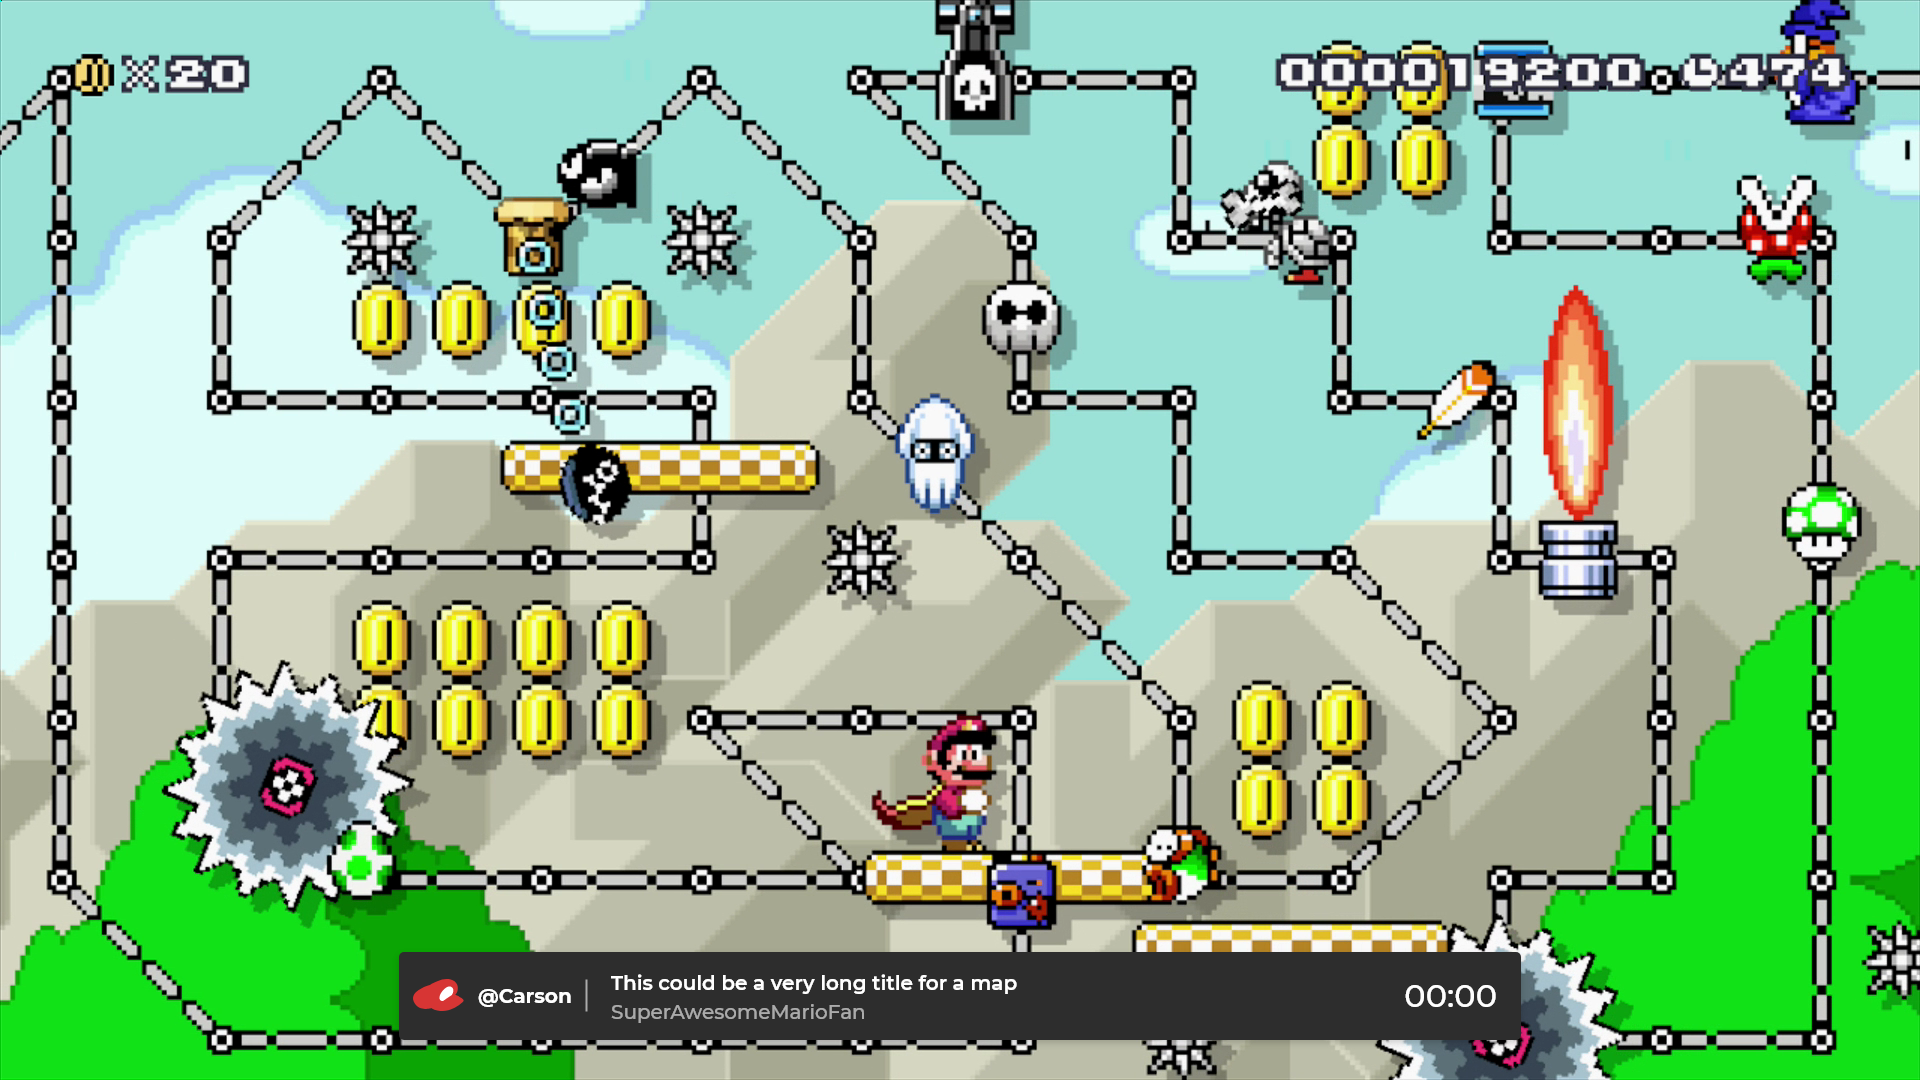 ×20
000019200 474
@Carson
This could be a very long title for a map
SuperAwesomeMarioFan
00:00